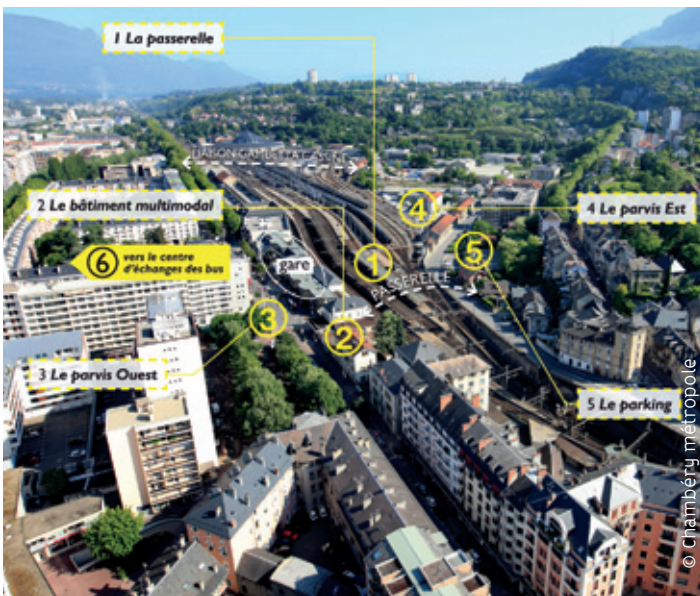 1 La passerelle
2 Le bâtiment multimodal
4
4 Le parvis Est
6
vers le centre
d'échanges des bus
gare
1
5
PASSERELLE
3
2
3 Le parvis Ouest
5 Le parking
© Chambéry métropole